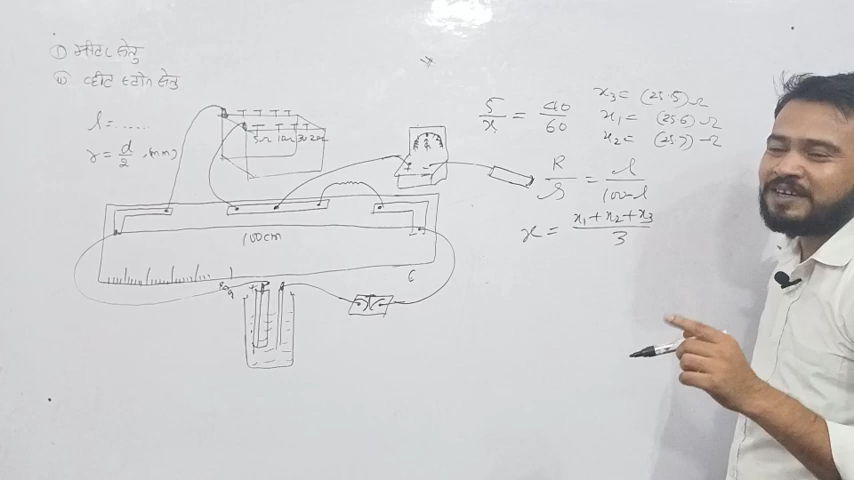 ① मीटर सेतु
② व्हीट स्टोन सेतु
l = .....
r = d/2 (mm)
5Ω 10Ω
100cm
5/x = 40/60
x₃ = (25.5) Ω
x₁ = (25.6) Ω
x₂ = (25.7) Ω
R/S = l/100-l
x = x₁ + x₂ + x₃/3